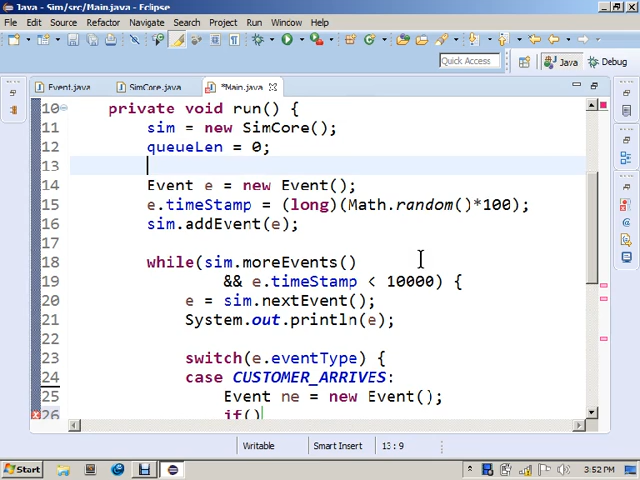 Java - Sim/src/Main.java - Eclipse
File Edit Source Refactor Navigate Search Project Run Window Help
Quick Access
Java
Debug
Event.java
SimCore.java
*Main.java
10 private void run() {
11 sim = new SimCore();
12 queueLen = 0;
13
14 Event e = new Event();
15 e.timeStamp = (long)(Math.random()*100);
16 sim.addEvent(e);
17
18 while(sim.moreEvents()
19 && e.timeStamp < 10000) {
20 e = sim.nextEvent();
21 System.out.println(e);
22
23 switch(e.eventType) {
24 case CUSTOMER_ARRIVES:
25 Event ne = new Event();
26 if()
Writable Smart Insert 13 : 9
Start 3:52 PM